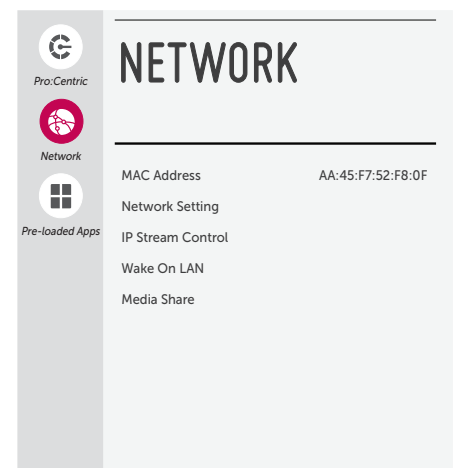 Pro:Centric
Network
Pre-loaded Apps
NETWORK
MAC Address AA:45:F7:52:F8:0F
Network Setting
IP Stream Control
Wake On LAN
Media Share